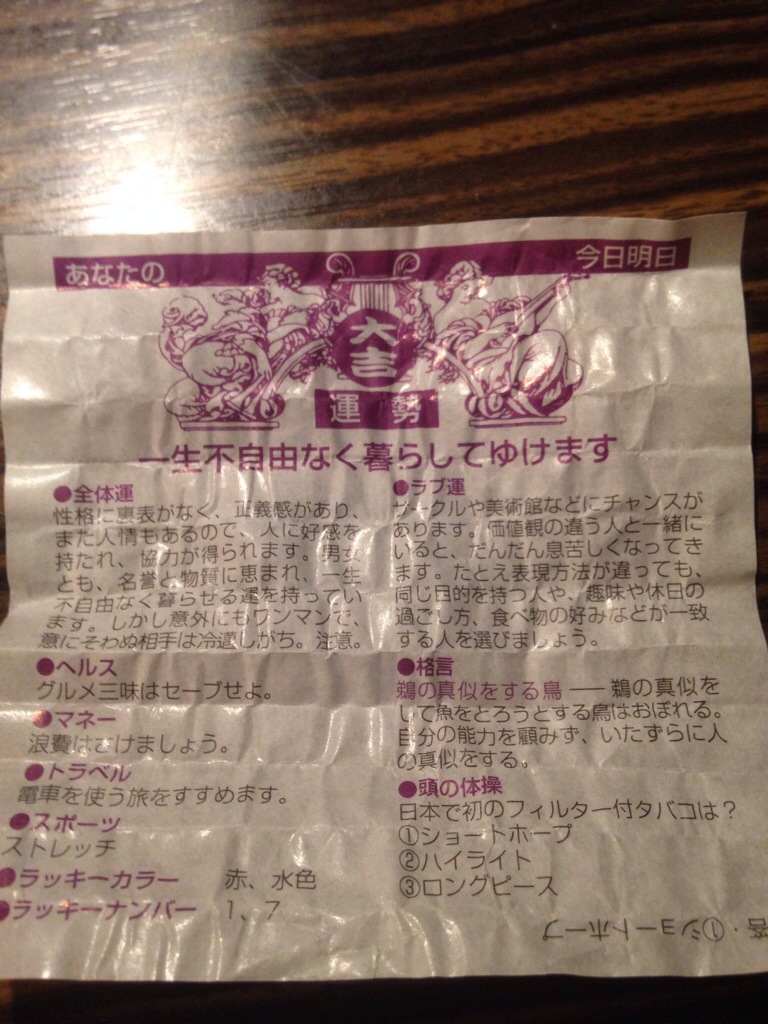 あなたの
今日明日
大吉
運勢
一生不自由なく暮らしてゆけます
●全体運
性格に裏表がなく、正義感があり、
また人情もあるので、人に好感を
持たれ、協力が得られます。男女
とも、名誉と物質に恵まれ、一生
不自由なく暮らせる運を持ってい
ます。しかし意外にもワンマンで、
意にそわぬ相手は冷遇しがち。注意。
●ヘルス
グルメ三昧はセーブせよ。
●マネー
浪費はさけましょう。
●トラベル
電車を使う旅をすすめます。
●スポーツ
ストレッチ
●ラッキーカラー 赤、水色
●ラッキーナンバー 1、7
●ラブ運
サークルや美術館などにチャンスが
あります。価値観の違う人と一緒に
いると、だんだん息苦しくなってき
ます。たとえ表現方法が違っても、
同じ目的を持つ人や、趣味や休日の
過ごし方、食べ物の好みなどが一致
する人を選びましょう。
●格言
鵜の真似をする鳥 ── 鵜の真似を
して魚をとろうとする鳥はおぼれる。
自分の能力を顧みず、いたずらに人
の真似をする。
●頭の体操
日本で初のフィルター付タバコは？
①ショートホープ
②ハイライト
③ロングピース
答・①ショートホープ